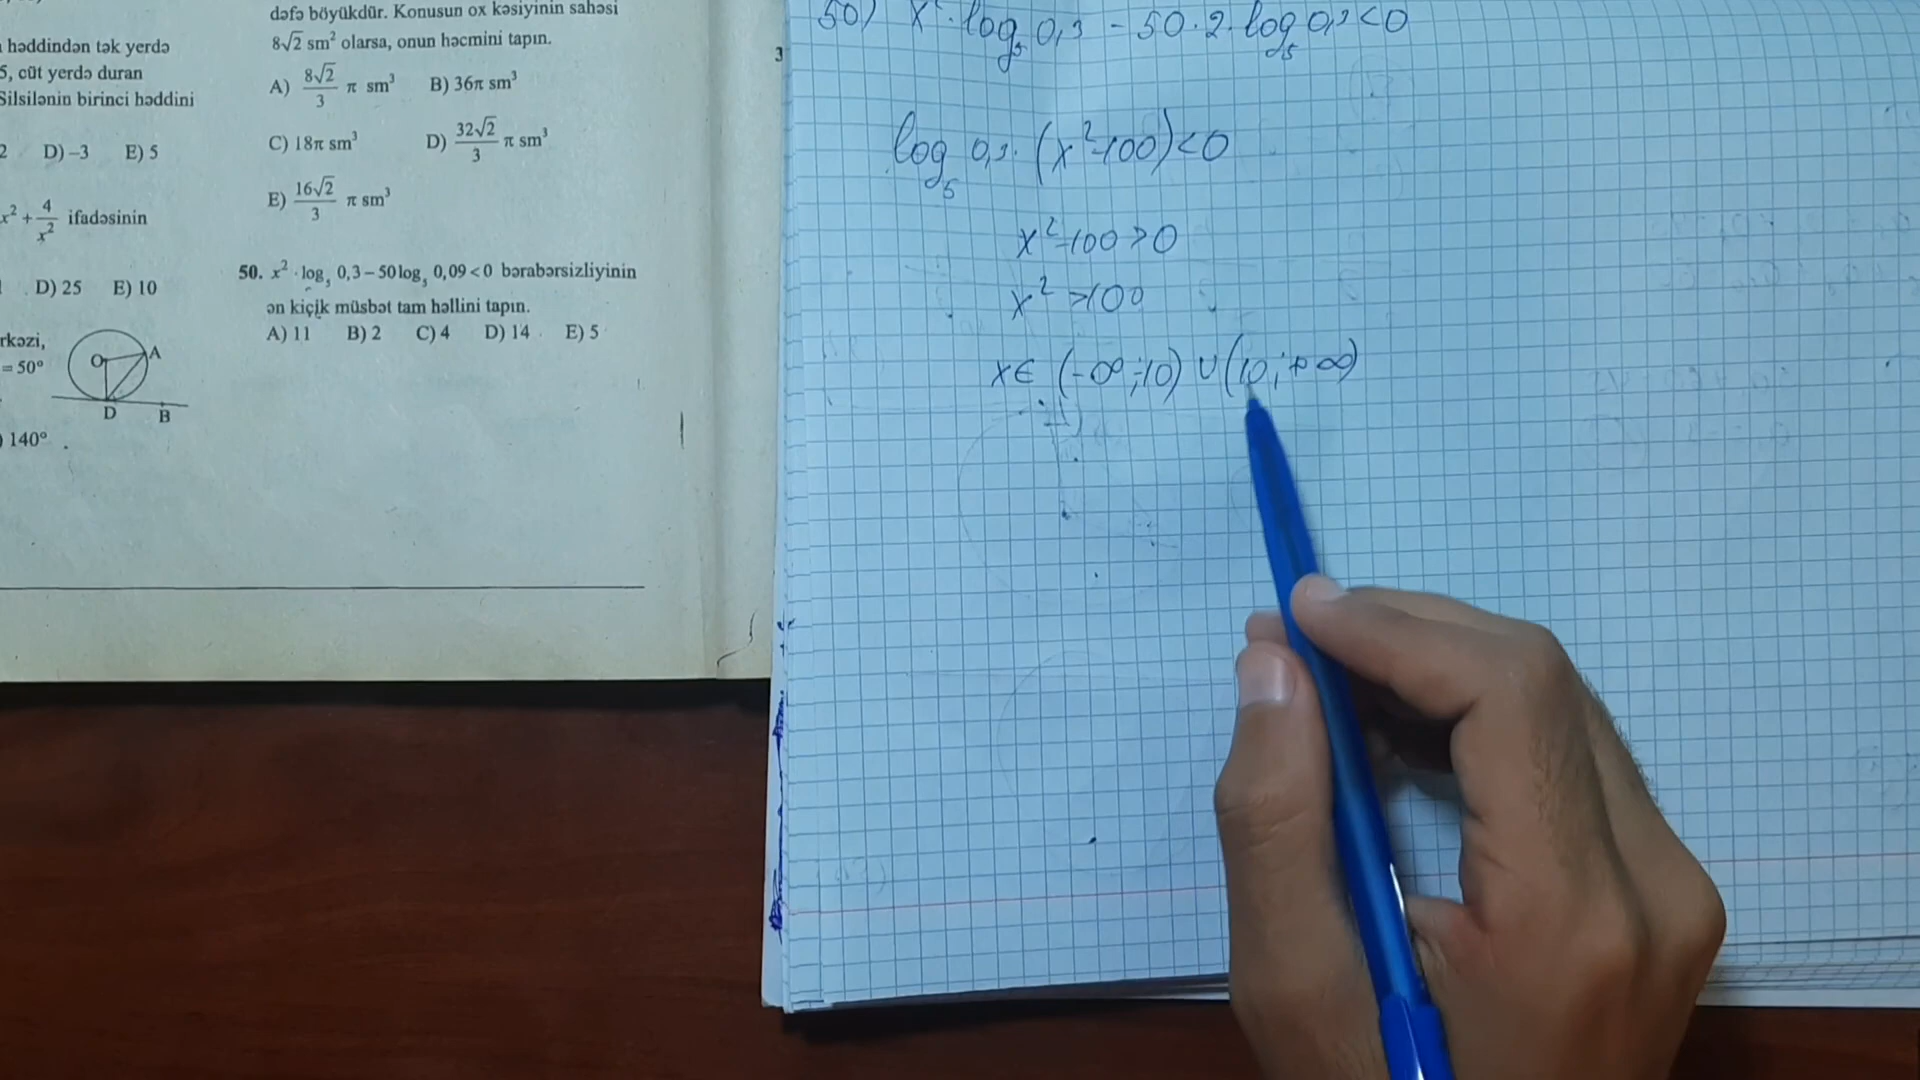 həddindən tək yerdə
5, cüt yerdə duran
Silsilənin birinci həddini
2 D) –3 E) 5
x² + 4/x² ifadəsinin
D) 25 E) 10
rkəzi,
= 50°
O A
D B
) 140°
dəfə böyükdür. Konusun ox kəsiyinin sahəsi
8√2 sm² olarsa, onun həcmini tapın.
A) 8√2/3 π sm³ B) 36π sm³
C) 18π sm³ D) 32√2/3 π sm³
E) 16√2/3 π sm³
50. x² · log₅ 0,3 – 50 log₅ 0,09 < 0 bərabərsizliyinin
ən kiçik müsbət tam həllini tapın.
A) 11 B) 2 C) 4 D) 14 E) 5
3
50) x² · log₅ 0,3 – 50 · 2 · log₅ 0,3 < 0
log₅ 0,3 · (x² – 100) < 0
x² – 100 > 0
x² > 100
x ∈ (–∞; –10) ∪ (10; +∞)